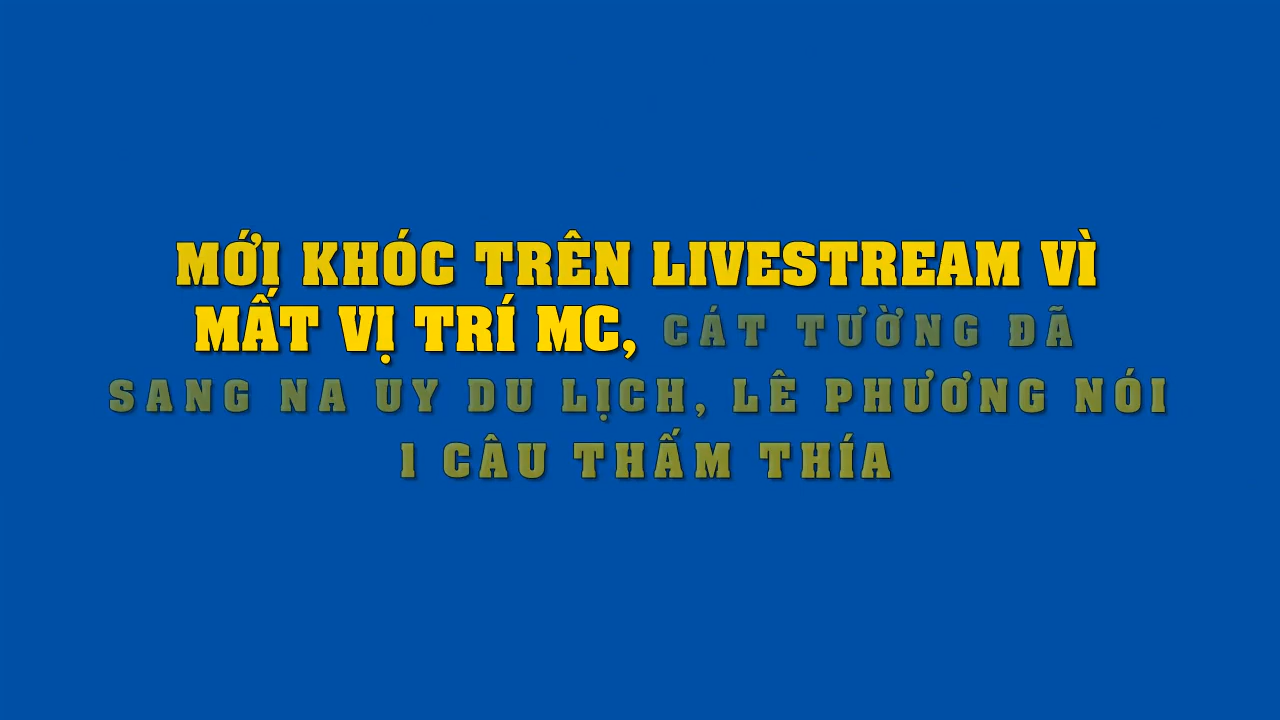 MỚI KHÓC TRÊN LIVESTREAM VÌ
MẤT VỊ TRÍ MC, CÁT TƯỜNG ĐÃ
SANG NA UY DU LỊCH, LÊ PHƯƠNG NÓI
1 CÂU THẤM THÍA